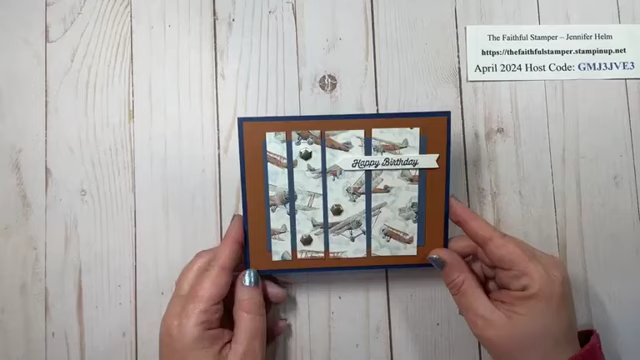 The Faithful Stamper – Jennifer Helm
https://thefaithfulstamper.stampinup.net
April 2024 Host Code: GMJ3JVE3
Happy Birthday